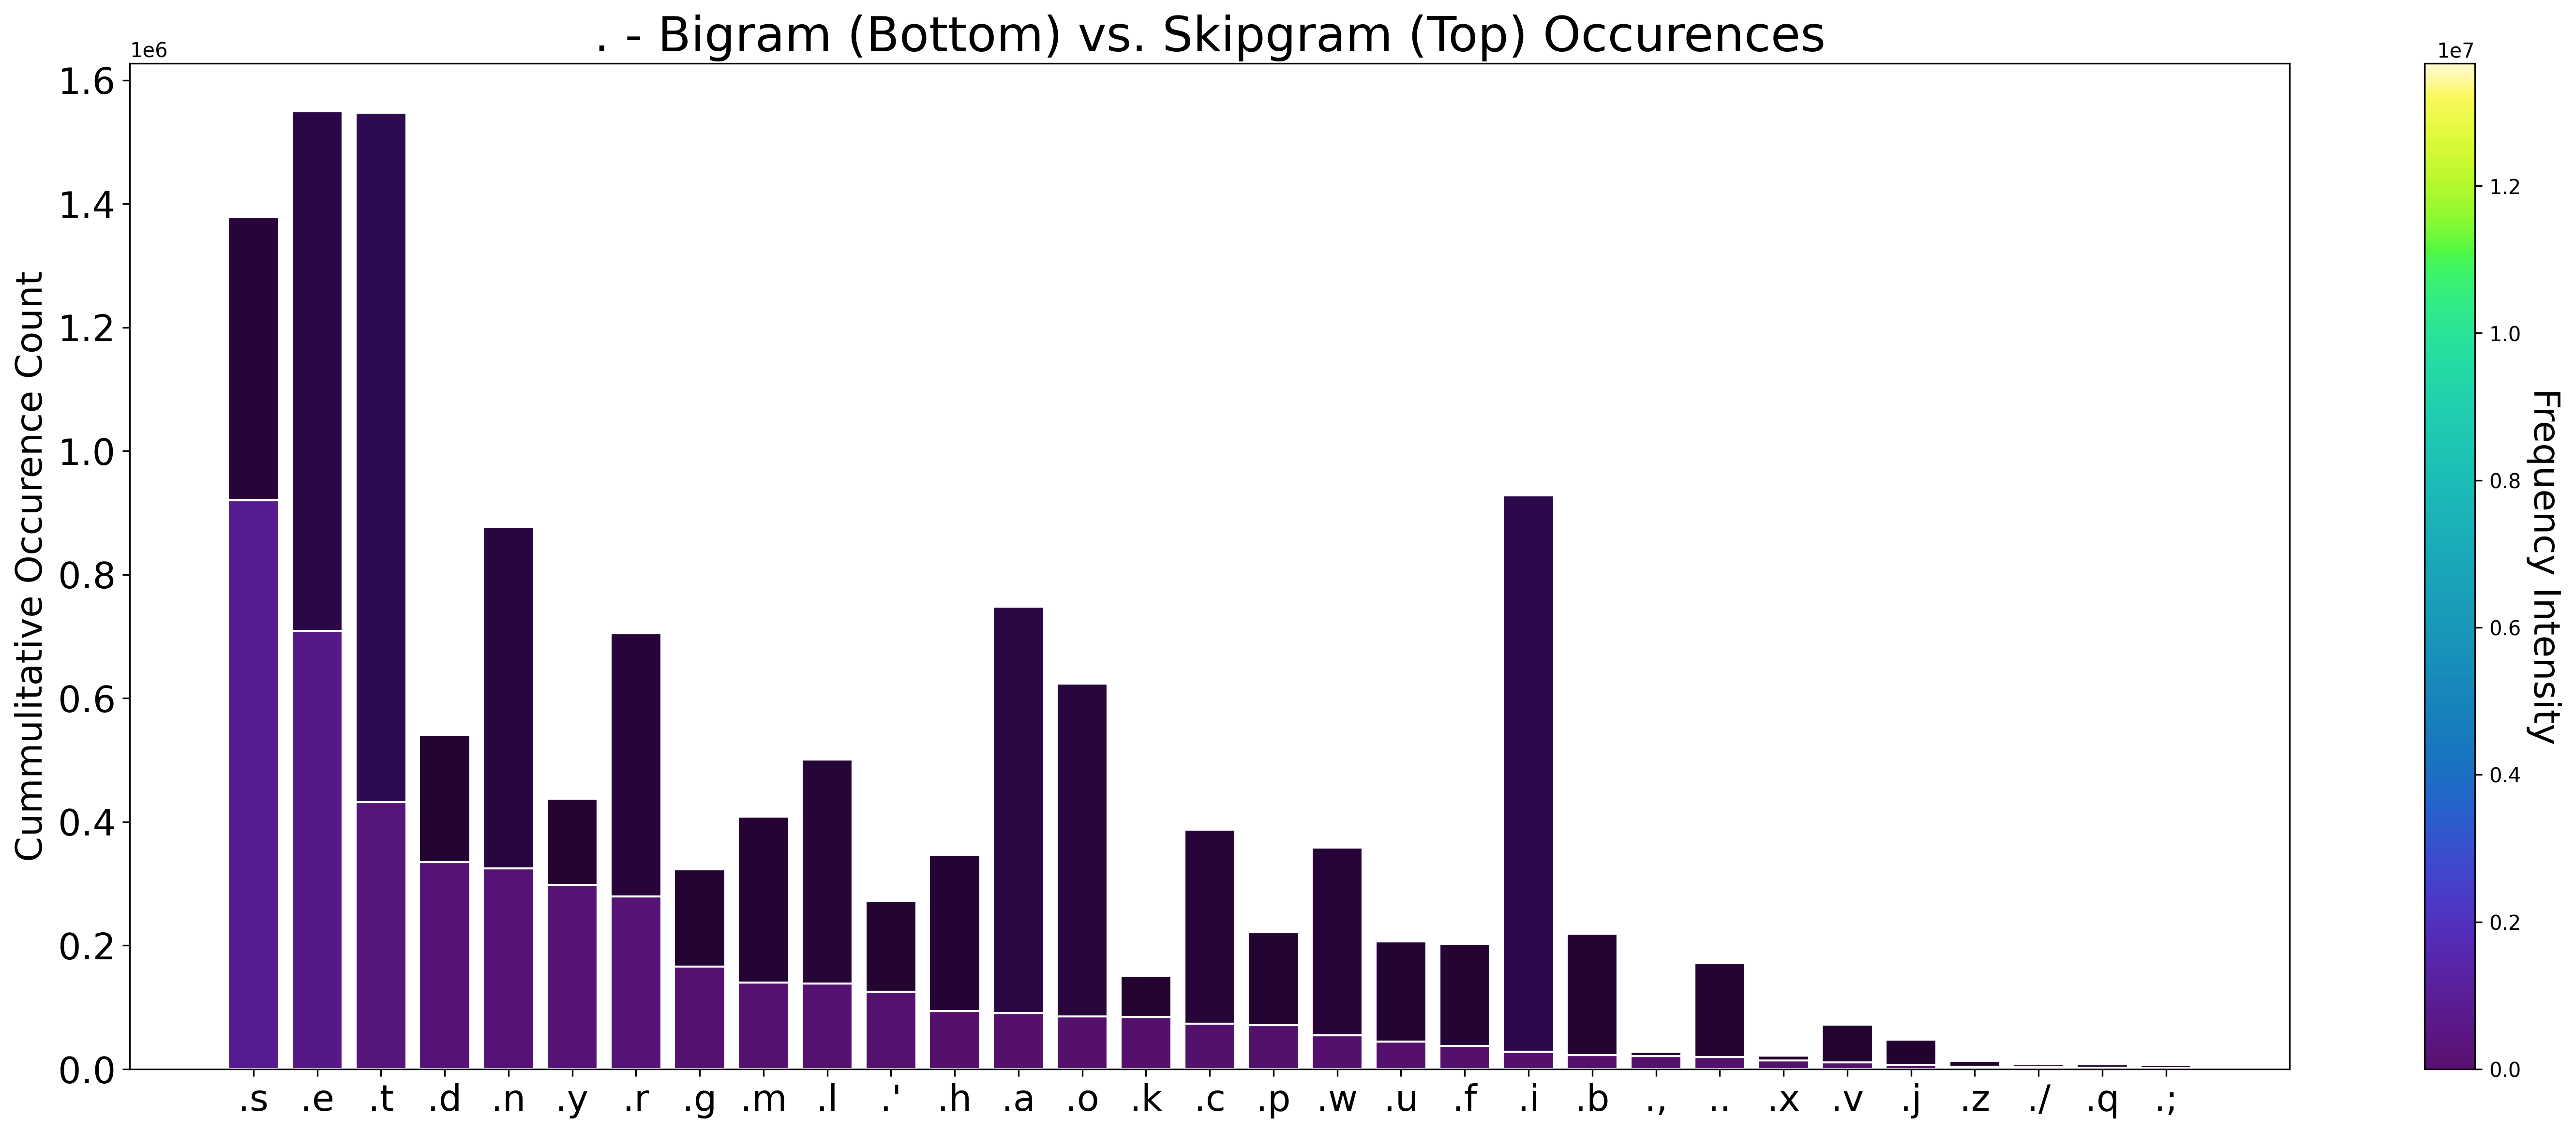 . - Bigram (Bottom) vs. Skipgram (Top) Occurences
1e6
1.6
1.4
1.2
1.0
0.8
0.6
0.4
0.2
0.0
Cummulitative Occurence Count
.s .e .t .d .n .y .r .g .m .l .' .h .a .o .k .c .p .w .u .f .i .b ., .. .x .v .j .z ./ .q .;
1e7
1.2
1.0
0.8
0.6
0.4
0.2
0.0
Frequency Intensity